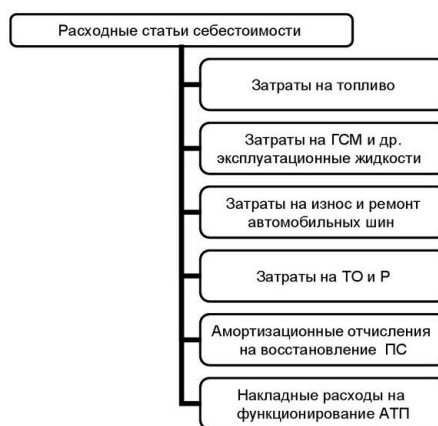 Расходные статьи себестоимости
Затраты на топливо
Затраты на ГСМ и др.
эксплуатационные жидкости
Затраты на износ и ремонт
автомобильных шин
Затраты на ТО и Р
Амортизационные отчисления
на восстановление ПС
Накладные расходы на
функционирование АТП